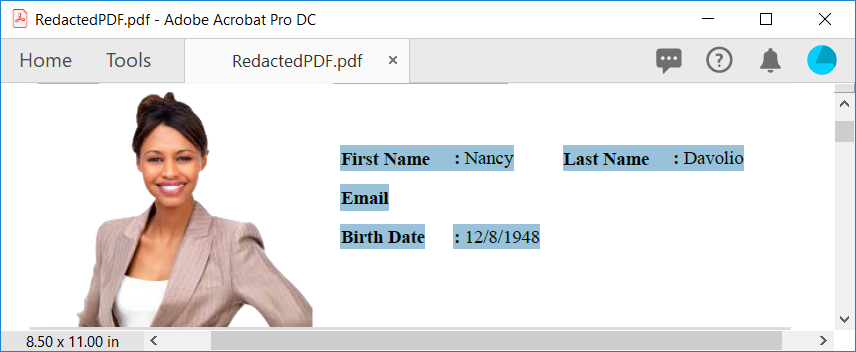 RedactedPDF.pdf - Adobe Acrobat Pro DC
Home Tools RedactedPDF.pdf ×
First Name : Nancy Last Name : Davolio
Email
Birth Date : 12/8/1948
8.50 x 11.00 in